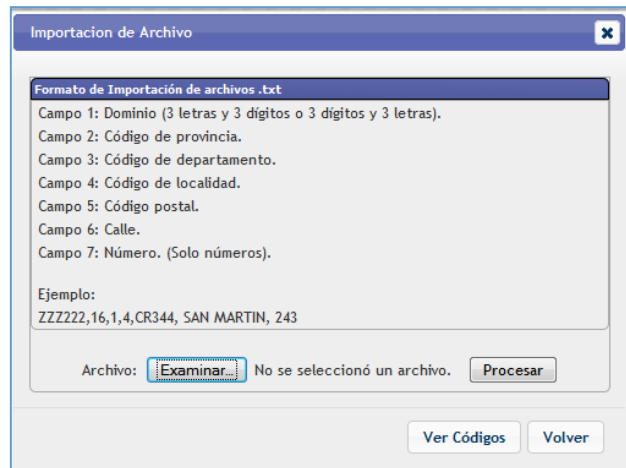 Importacion de Archivo
Formato de Importación de archivos .txt
Campo 1: Dominio (3 letras y 3 dígitos o 3 dígitos y 3 letras).
Campo 2: Código de provincia.
Campo 3: Código de departamento.
Campo 4: Código de localidad.
Campo 5: Código postal.
Campo 6: Calle.
Campo 7: Número. (Solo números).
Ejemplo:
ZZZ222,16,1,4,CR344, SAN MARTIN, 243
Archivo: Examinar... No se seleccionó un archivo. Procesar
Ver Códigos Volver